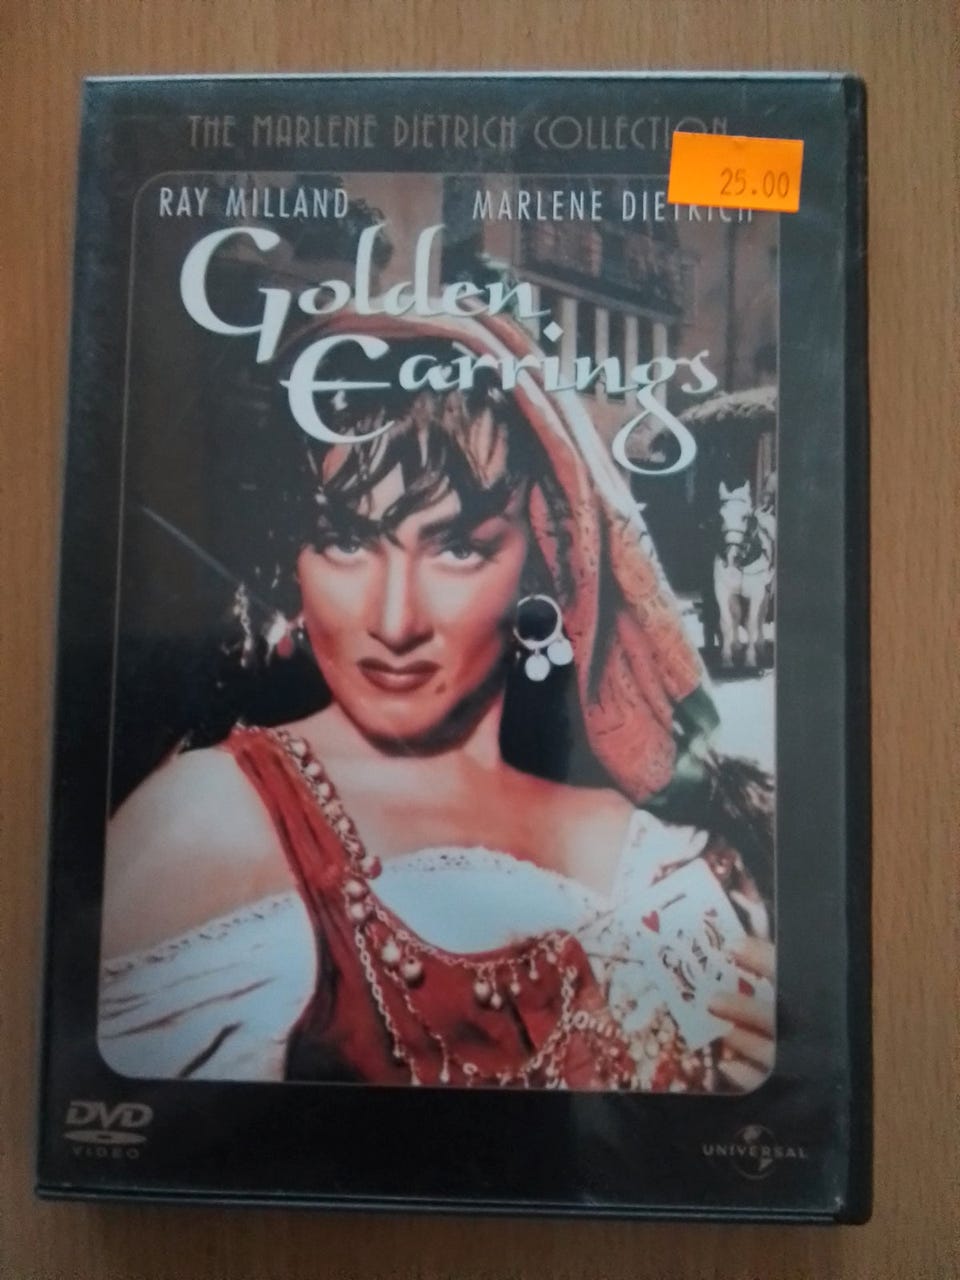 THE MARLENE DIETRICH COLLECTION
25.00
RAY MILLAND MARLENE DIETRICH
Golden
Earrings
DVD
VIDEO
UNIVERSAL